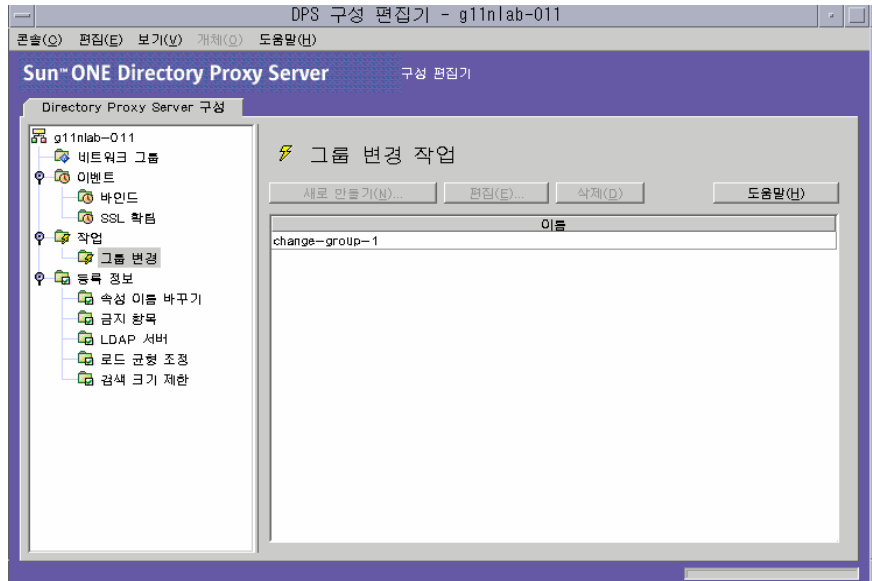 DPS 구성 편집기 - g11nlab-011
콘솔(C) 편집(E) 보기(V) 개체(O) 도움말(H)
Sun™ ONE Directory Proxy Server 구성 편집기
Directory Proxy Server 구성
g11nlab-011
네트워크 그룹
이벤트
바인드
SSL 확립
작업
그룹 변경
등록 정보
속성 이름 바꾸기
금지 항목
LDAP 서버
로드 균형 조정
검색 크기 제한
그룹 변경 작업
새로 만들기(N)... 편집(E)... 삭제(D) 도움말(H)
이름
change-group-1